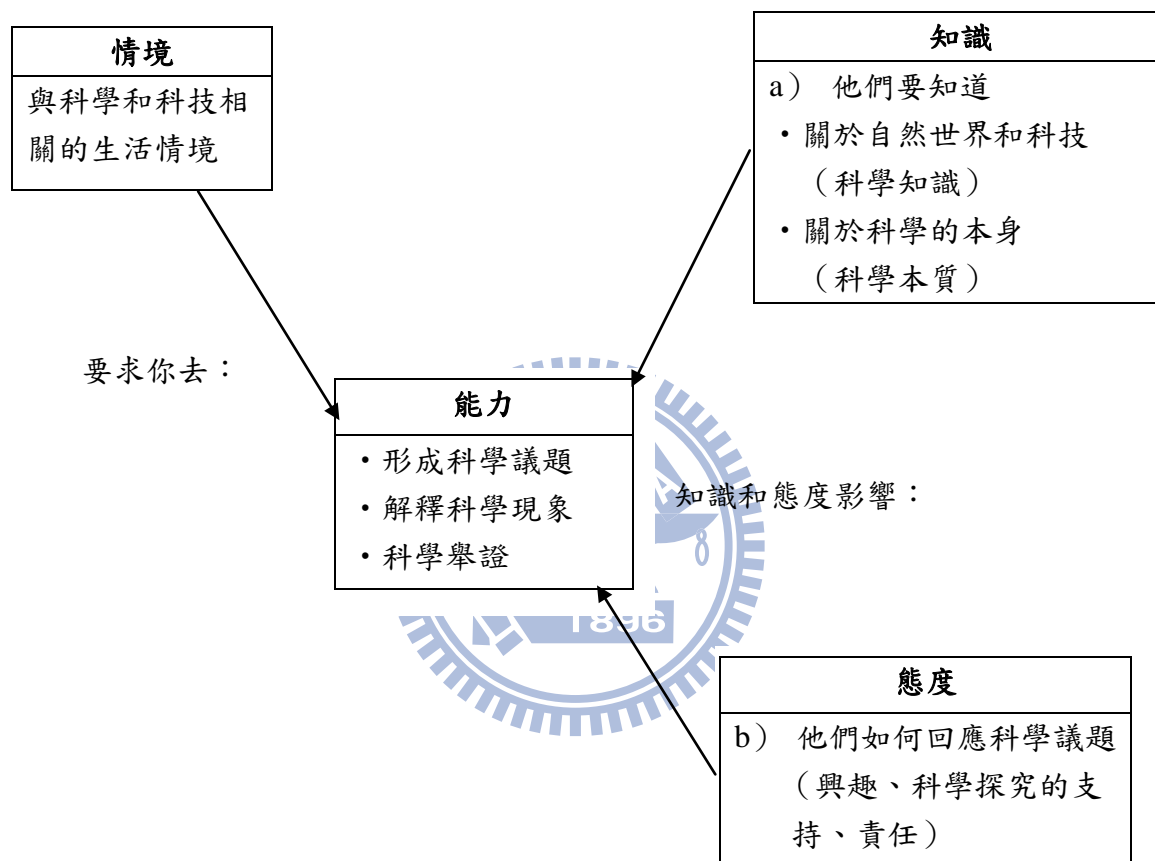 情境
與科學和科技相
關的生活情境
知識
a） 他們要知道
・關於自然世界和科技
（科學知識）
・關於科學的本身
（科學本質）
要求你去：
能力
・形成科學議題
・解釋科學現象
・科學舉證
知識和態度影響：
8
1896
態度
b） 他們如何回應科學議題
（興趣、科學探究的支
持、責任）